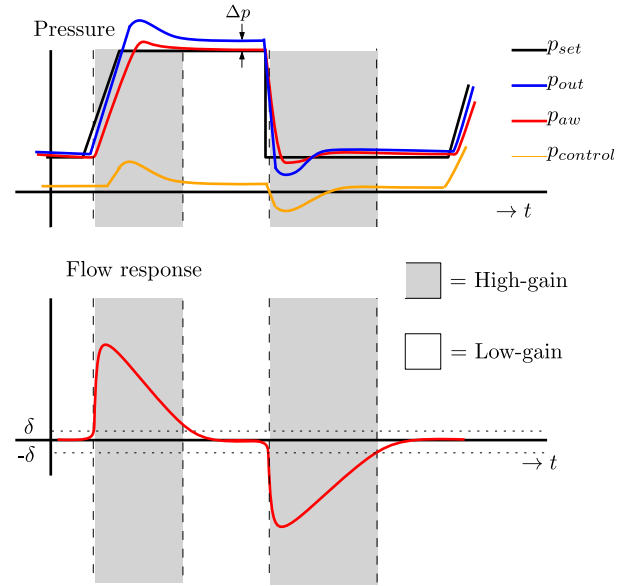 Δp
Pressure
p_set
p_out
p_aw
p_control
→ t
Flow response
= High-gain
= Low-gain
δ
-δ
→ t